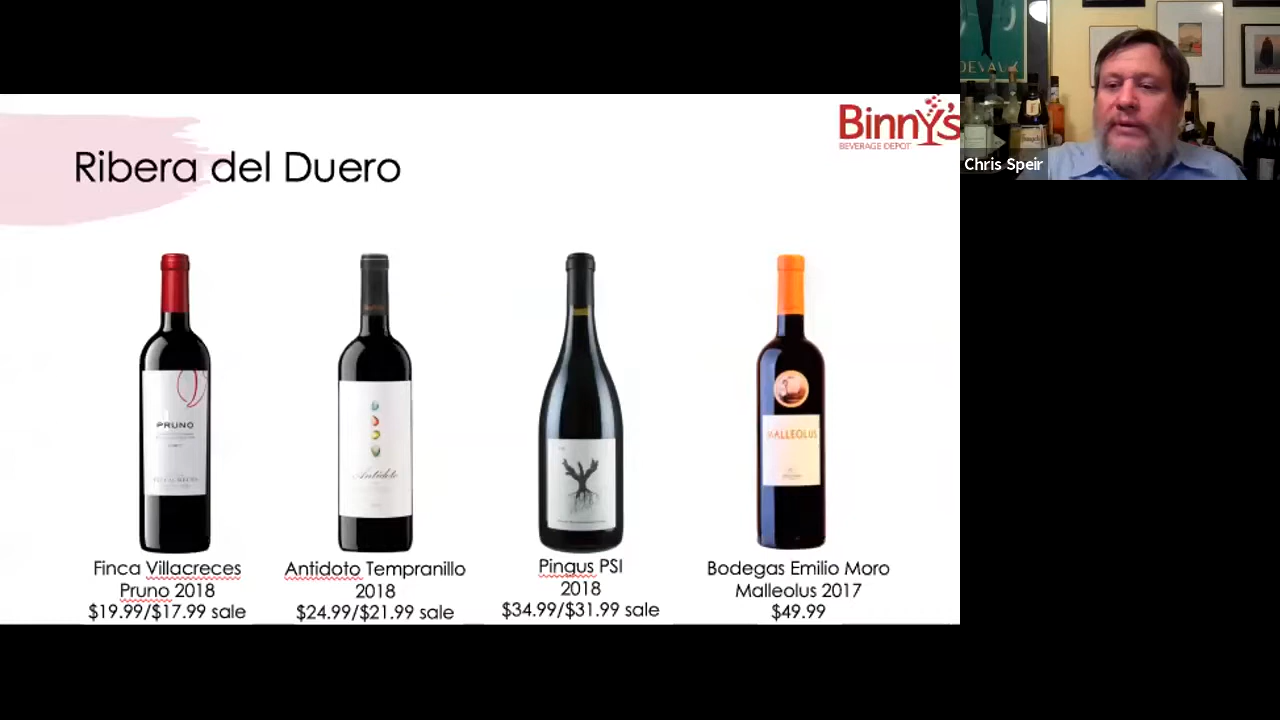 Ribera del Duero
Binny's
BEVERAGE DEPOT
DEVAUX
Chris Speir
PRUNO
Antídoto
MALLEOLUS
Finca Villacreces
Pruno 2018
$19.99/$17.99 sale
Antidoto Tempranillo
2018
$24.99/$21.99 sale
Pingus PSI
2018
$34.99/$31.99 sale
Bodegas Emilio Moro
Malleolus 2017
$49.99